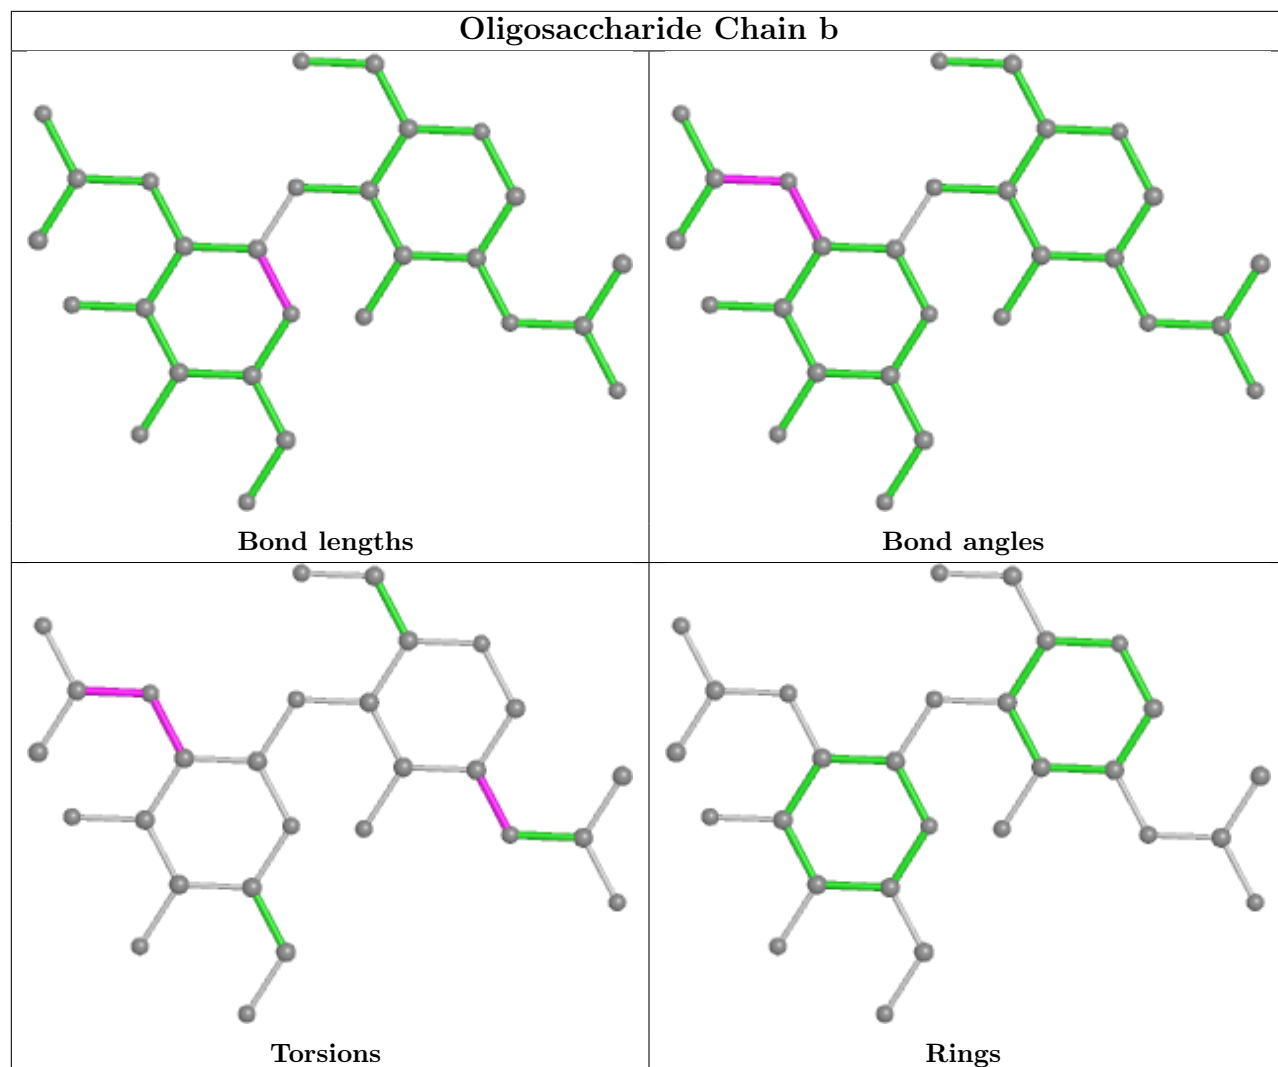 Oligosaccharide Chain b
Bond lengths
Bond angles
Torsions
Rings